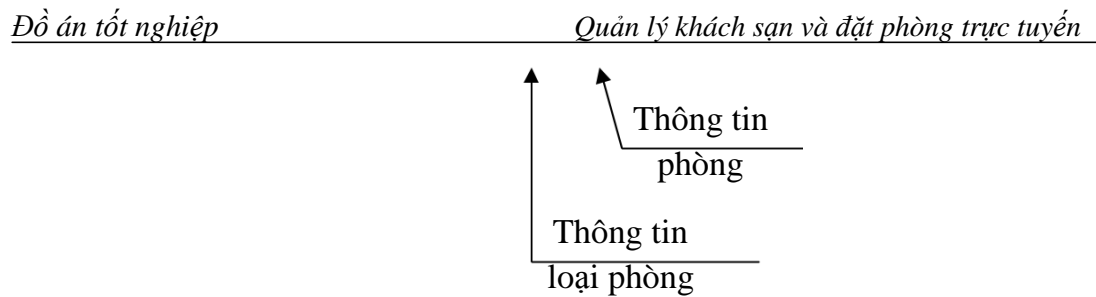 Đồ án tốt nghiệp Quản lý khách sạn và đặt phòng trực tuyến
Thông tin
phòng
Thông tin
loại phòng